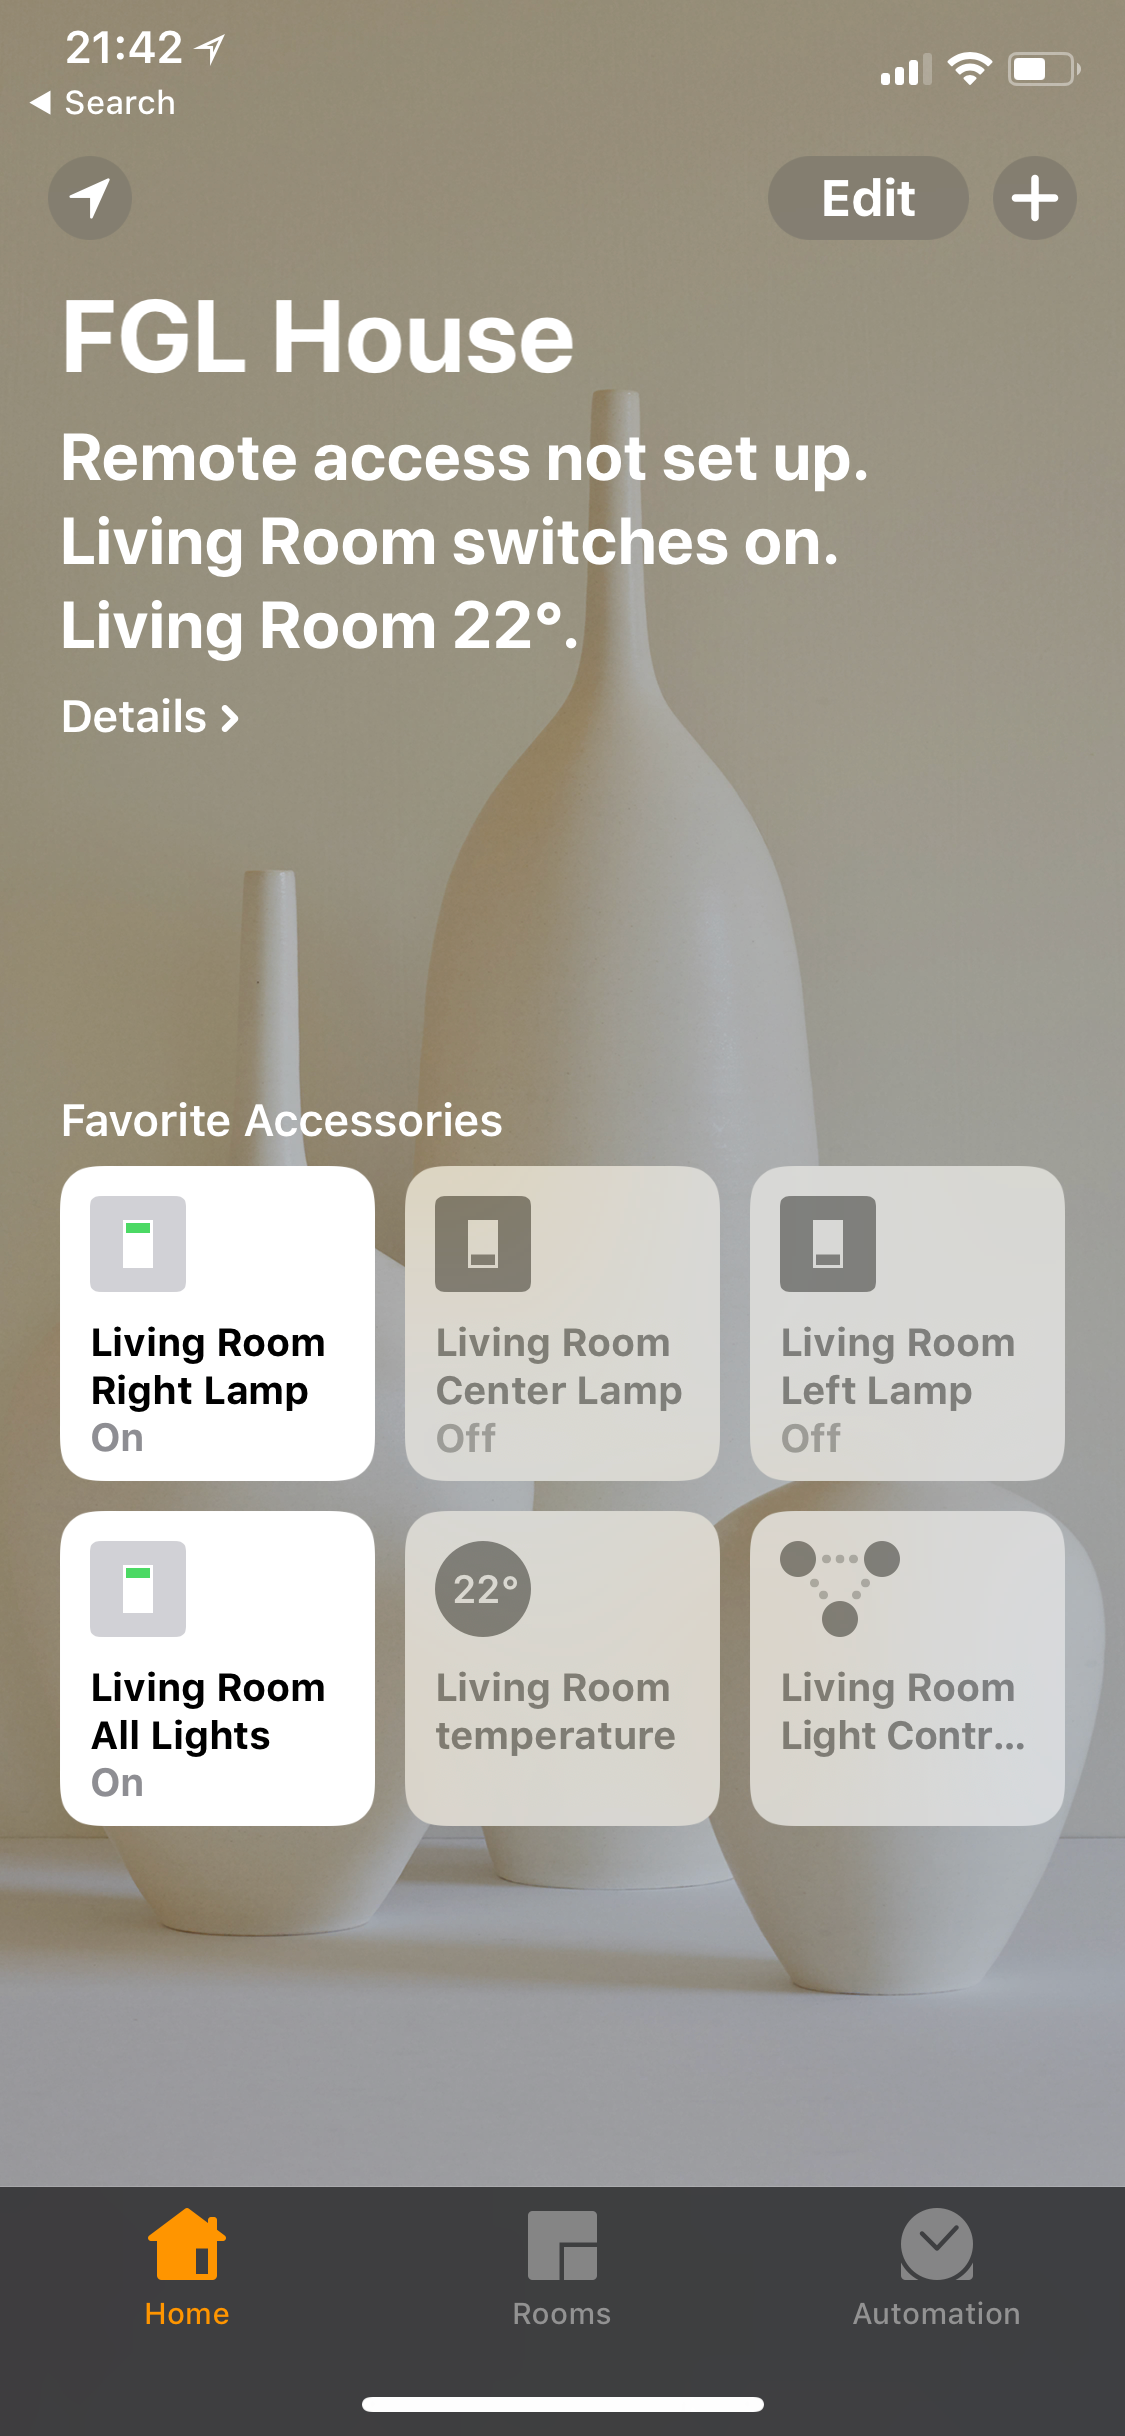 21:42
Search
Edit
FGL House
Remote access not set up.
Living Room switches on.
Living Room 22°.
Details
Favorite Accessories
Living Room
Right Lamp
On
Living Room
Center Lamp
Off
Living Room
Left Lamp
Off
Living Room
All Lights
On
22°
Living Room
temperature
Living Room
Light Contr...
Home
Rooms
Automation